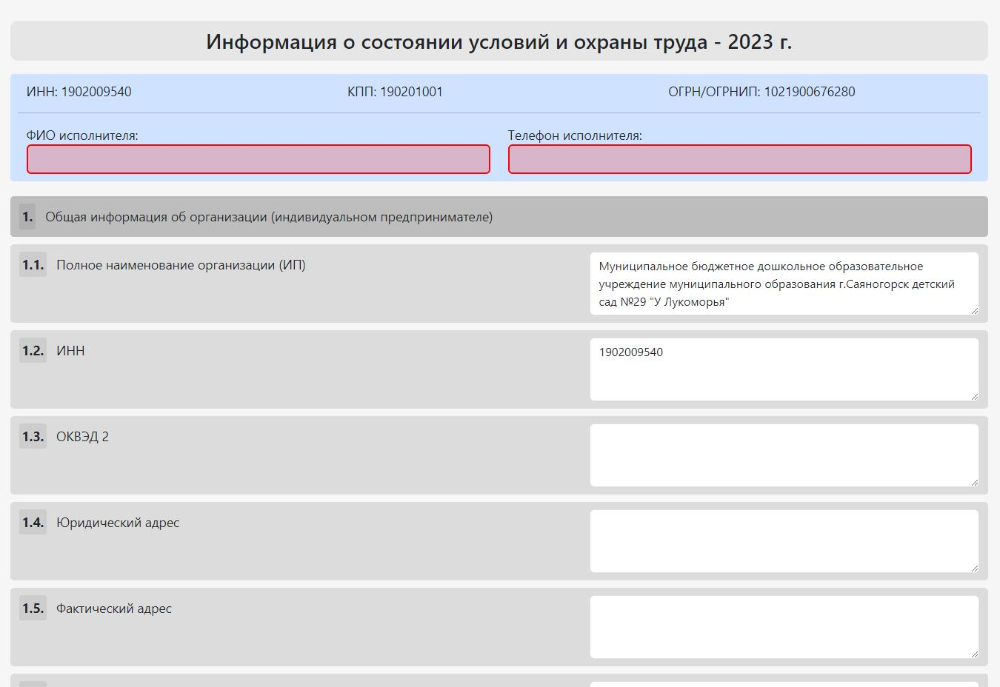 Информация о состоянии условий и охраны труда - 2023 г.
ИНН: 1902009540
КПП: 190201001
ОГРН/ОГРНИП: 1021900676280
ФИО исполнителя:
Телефон исполнителя:
1. Общая информация об организации (индивидуальном предпринимателе)
1.1. Полное наименование организации (ИП)
Муниципальное бюджетное дошкольное образовательное
учреждение муниципального образования г.Саяногорск детский
сад №29 "У Лукоморья"
1.2. ИНН
1902009540
1.3. ОКВЭД 2
1.4. Юридический адрес
1.5. Фактический адрес